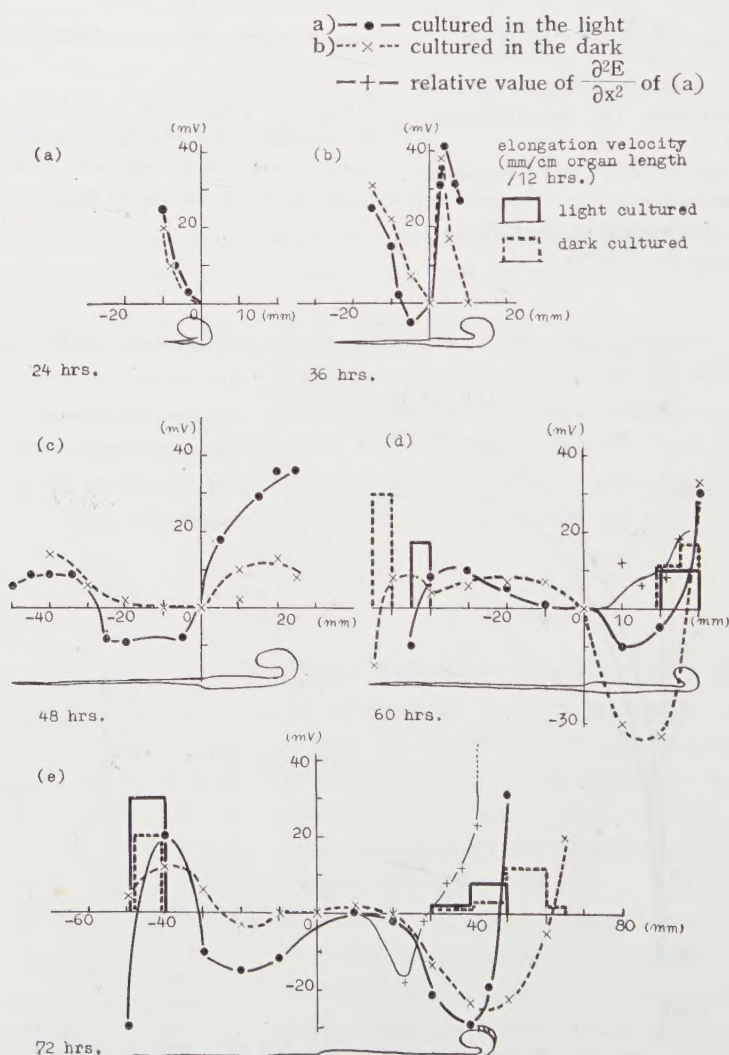 a)—●— cultured in the light
b)---×--- cultured in the dark
—+— relative value of ∂²E/∂x² of (a)
(a)
(mV)
40
20
-20
0
10 (mm)
24 hrs.
(b)
(mV)
40
20
-20
0
20 (mm)
36 hrs.
elongation velocity
(mm/cm organ length
/12 hrs.)
light cultured
dark cultured
(c)
(mV)
40
20
-40
-20
0
20
(mm)
48 hrs.
(d)
(mV)
40
20
-40
-20
0
(mm)
-30
60 hrs.
(e)
(mV)
40
20
-60
-40
-20
0
40
80 (mm)
-20
72 hrs.